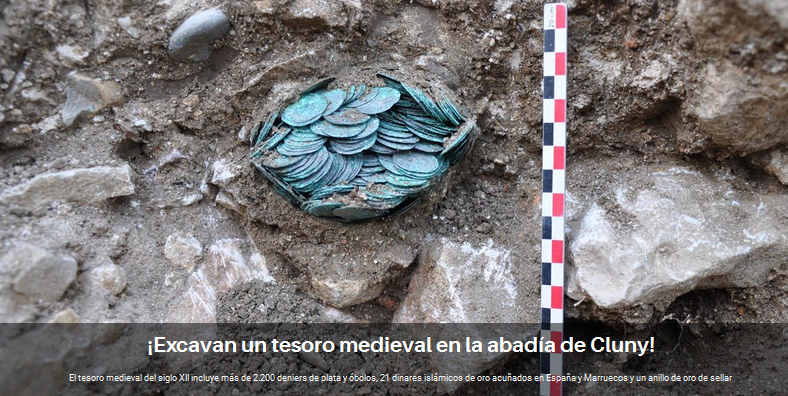 20 cm
¡Excavan un tesoro medieval en la abadía de Cluny!
El tesoro medieval del siglo XII incluye más de 2.200 deniers de plata y óbolos, 21 dinares islámicos de oro acuñados en España y Marruecos y un anillo de oro de sellar